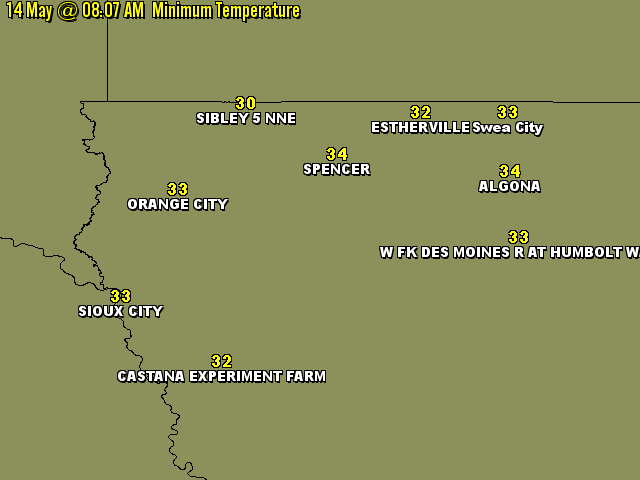 14 May @ 08:07 AM  Minimum Temperature
30
SIBLEY 5 NNE
32
ESTHERVILLE
33
Swea City
34
SPENCER
34
ALGONA
33
ORANGE CITY
33
W FK DES MOINES R AT HUMBOLT WA
33
SIOUX CITY
32
CASTANA EXPERIMENT FARM